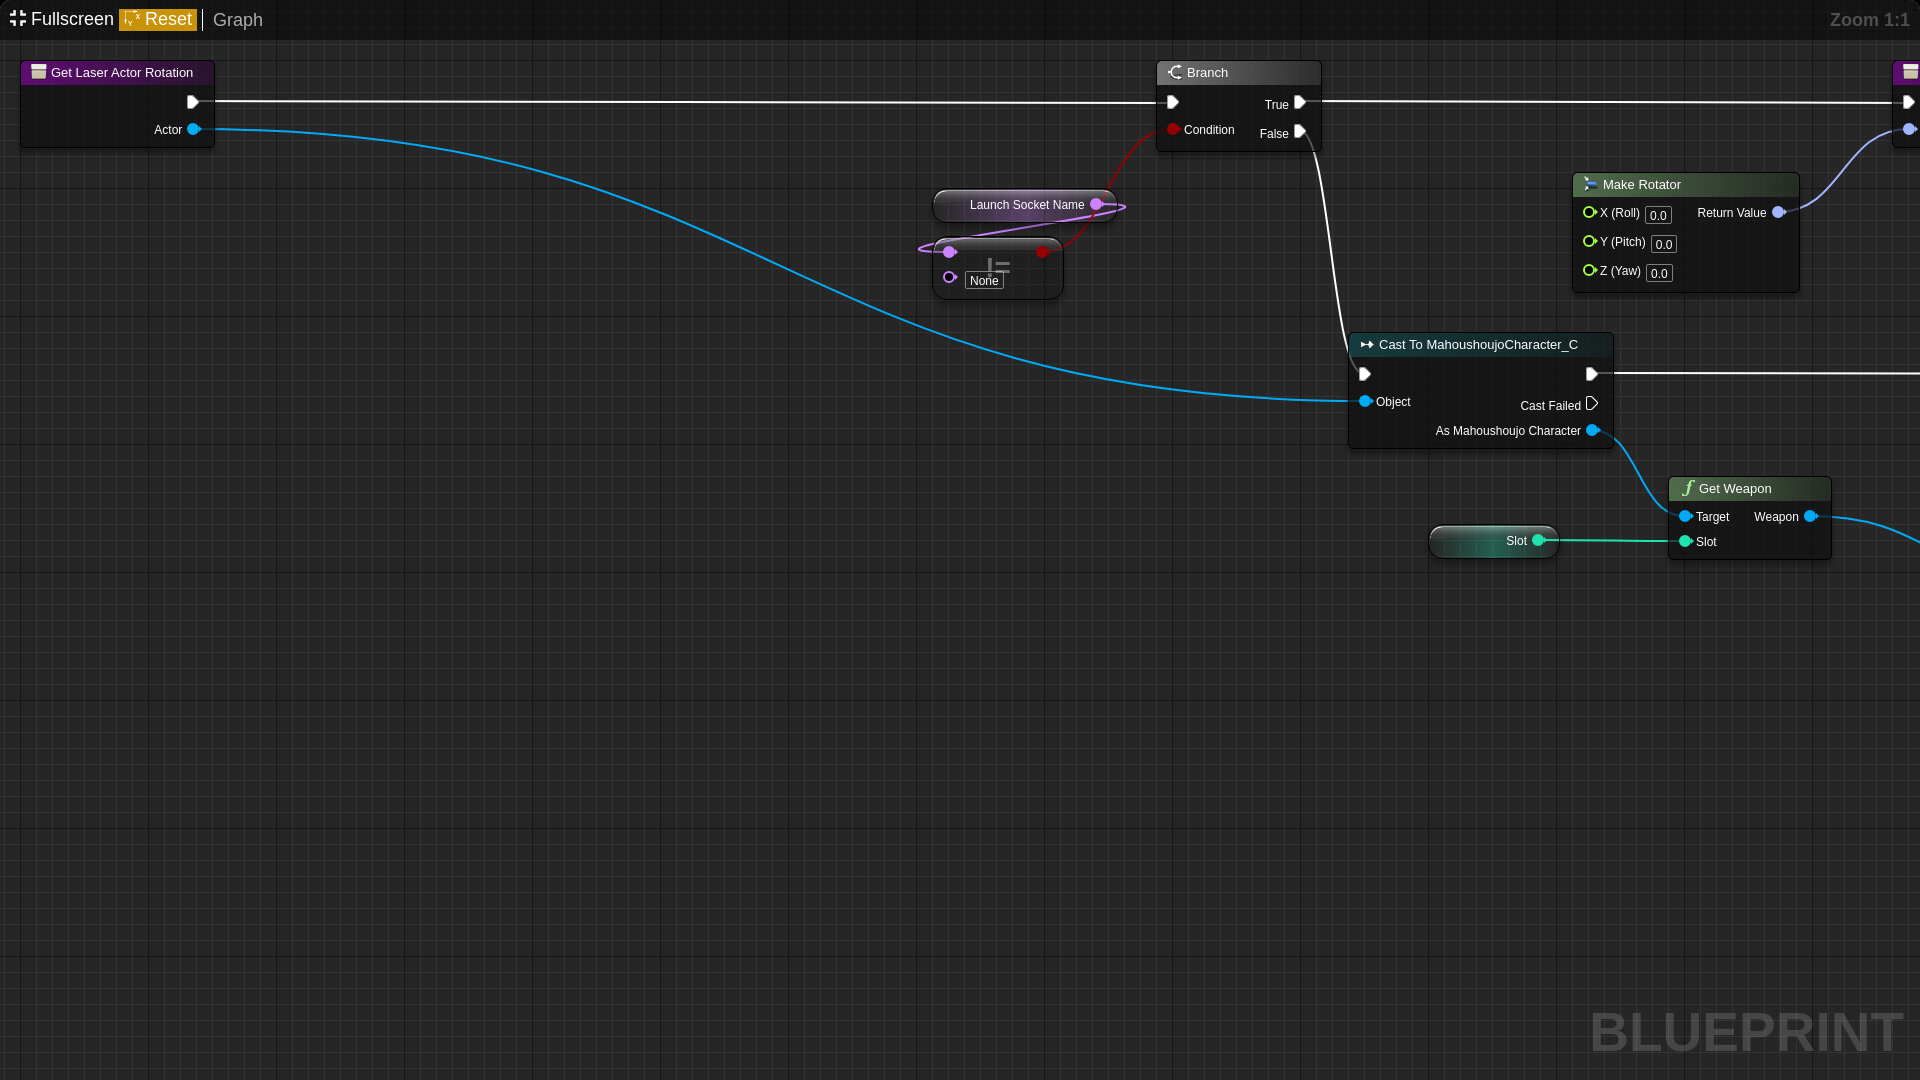 Fullscreen Reset Graph Zoom 1:1
Get Laser Actor Rotation
Actor
Branch
True
Condition
False
Launch Socket Name
!=
None
Make Rotator
X (Roll) 0.0 Return Value
Y (Pitch) 0.0
Z (Yaw) 0.0
Cast To MahoushoujoCharacter_C
Object
Cast Failed
As Mahoushoujo Character
Get Weapon
Target Weapon
Slot
Slot
BLUEPRINT